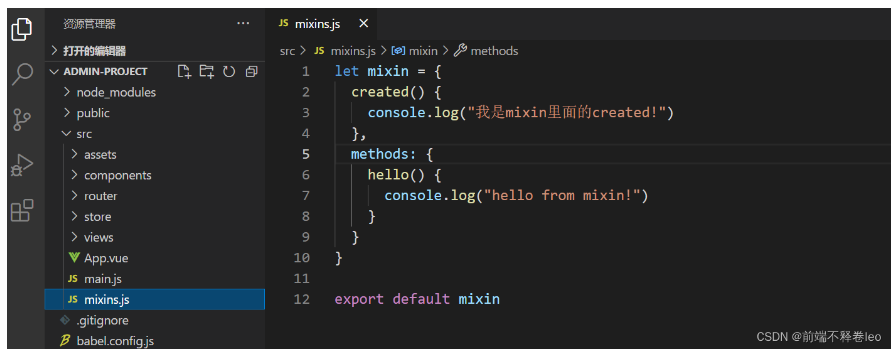 资源管理器
···
打开的编辑器
ADMIN-PROJECT
node_modules
public
src
assets
components
router
store
views
App.vue
JS main.js
JS mixins.js
.gitignore
babel.config.js
JS mixins.js ×
src > JS mixins.js > mixin > methods
1 let mixin = {
2 created() {
3 console.log("我是mixin里面的created!")
4 },
5 methods: {
6 hello() {
7 console.log("hello from mixin!")
8 }
9 }
10 }
11
12 export default mixin
CSDN @前端不释卷leo